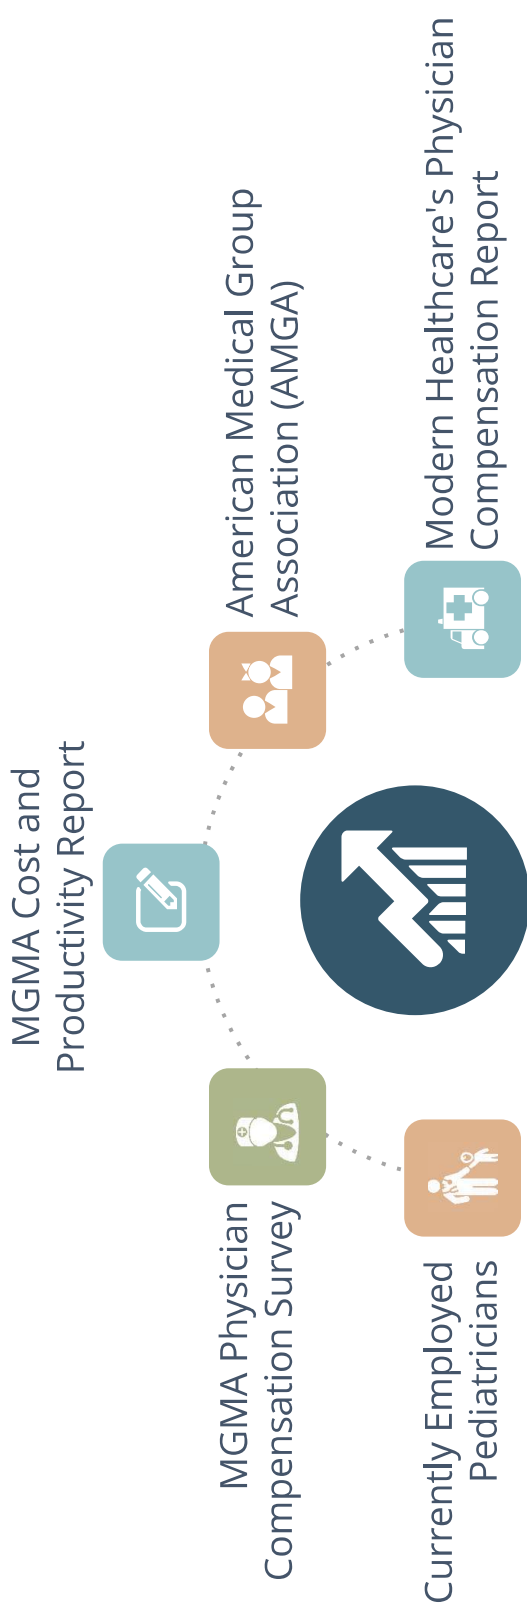 MGMA Cost and
Productivity Report
MGMA Physician
Compensation Survey
American Medical Group
Association (AMGA)
Currently Employed
Pediatricians
Modern Healthcare's Physician
Compensation Report